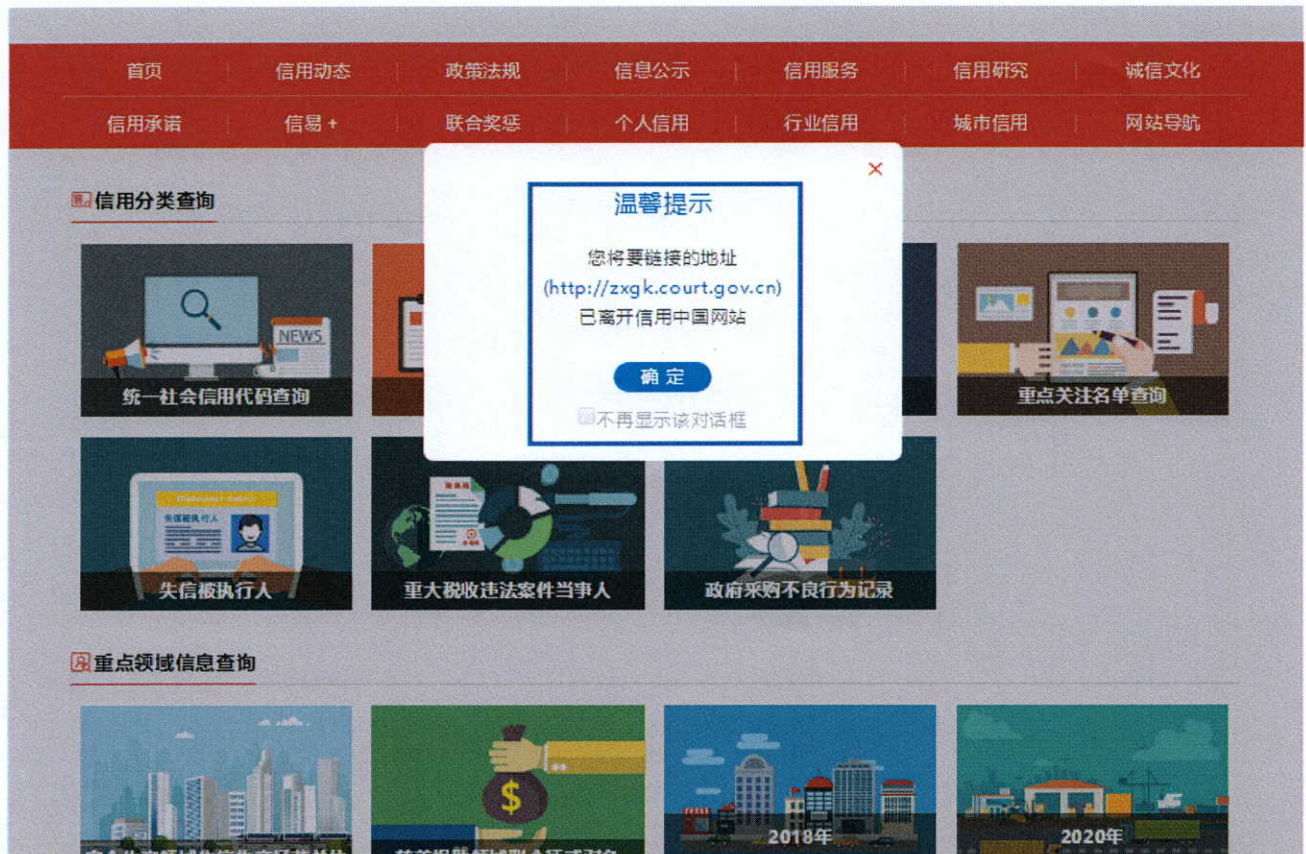 首页 信用动态 政策法规 信息公示 信用服务 信用研究 诚信文化
信用承诺 信易+ 联合奖惩 个人信用 行业信用 城市信用 网站导航
信用分类查询
温馨提示
您将要链接的地址
(http://zxgk.court.gov.cn)
已离开信用中国网站
确定
不再显示该对话框
NEWS
统一社会信用代码查询
重点关注名单查询
失信被执行人
失信被执行人
重大税收违法案件当事人
政府采购不良行为记录
重点领域信息查询
$
2018年
2020年